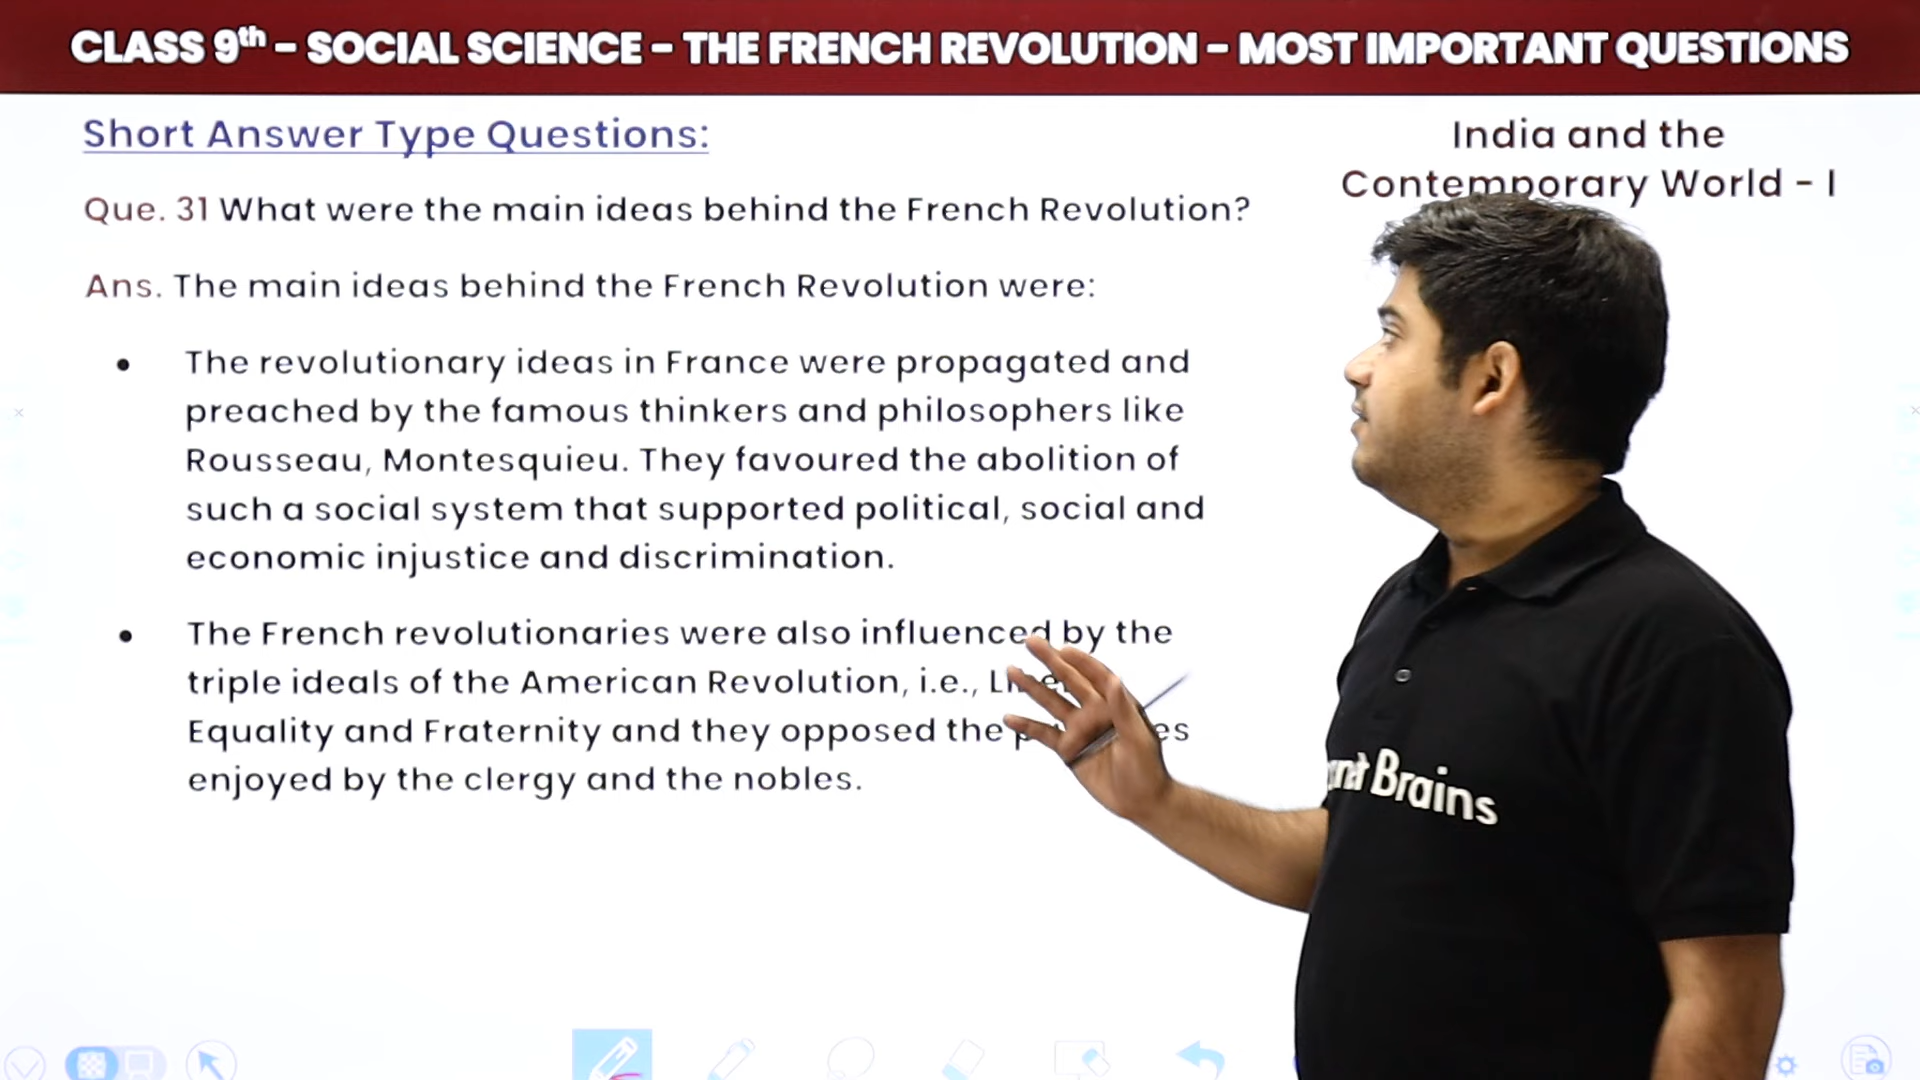 CLASS 9th – SOCIAL SCIENCE – THE FRENCH REVOLUTION – MOST IMPORTANT QUESTIONS
Short Answer Type Questions:
India and the
Contemporary World - I
Que. 31 What were the main ideas behind the French Revolution?
Ans. The main ideas behind the French Revolution were:
• The revolutionary ideas in France were propagated and
preached by the famous thinkers and philosophers like
Rousseau, Montesquieu. They favoured the abolition of
such a social system that supported political, social and
economic injustice and discrimination.
• The French revolutionaries were also influenced by the
triple ideals of the American Revolution, i.e.,
Equality and Fraternity and they opposed the
enjoyed by the clergy and the nobles.
Brains